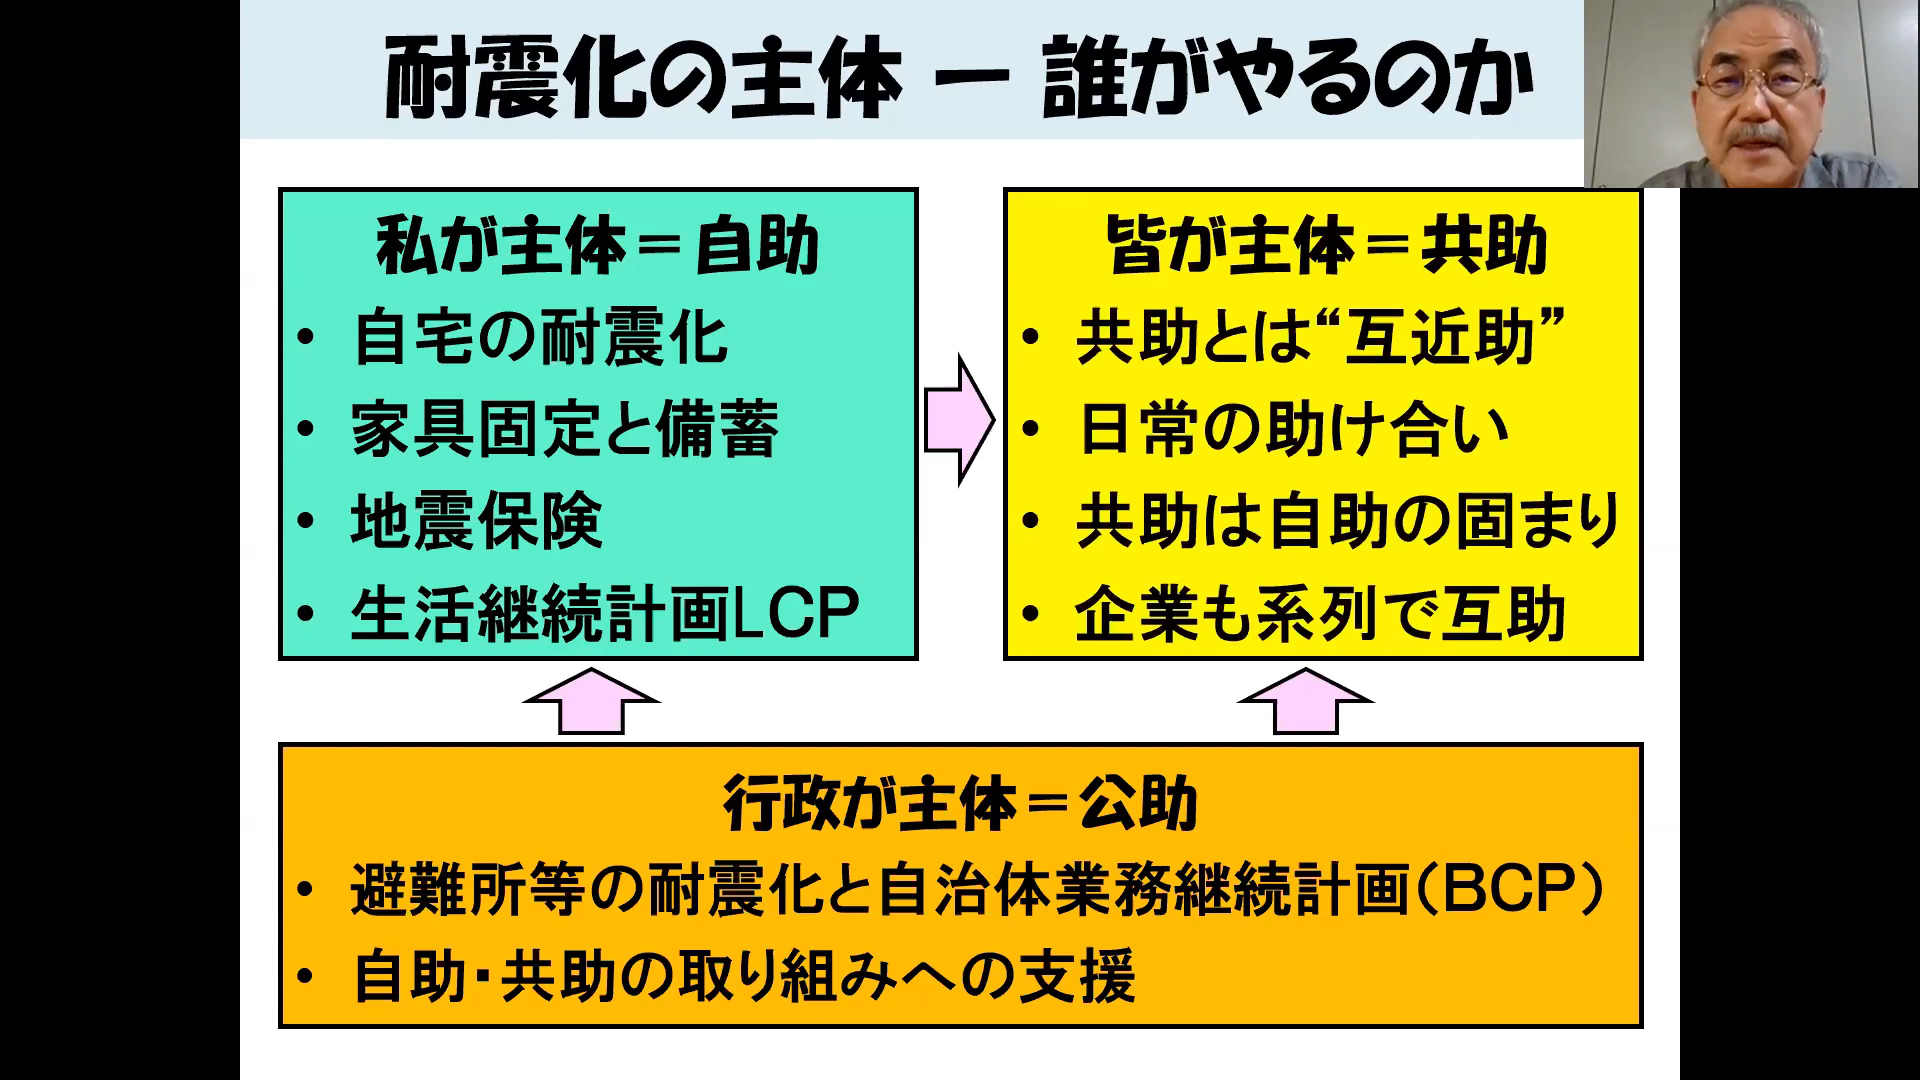 耐震化の主体 ー 誰がやるのか
私が主体＝自助
• 自宅の耐震化
• 家具固定と備蓄
• 地震保険
• 生活継続計画LCP
皆が主体＝共助
• 共助とは“互近助”
• 日常の助け合い
• 共助は自助の固まり
• 企業も系列で互助
行政が主体＝公助
• 避難所等の耐震化と自治体業務継続計画（BCP）
• 自助・共助の取り組みへの支援